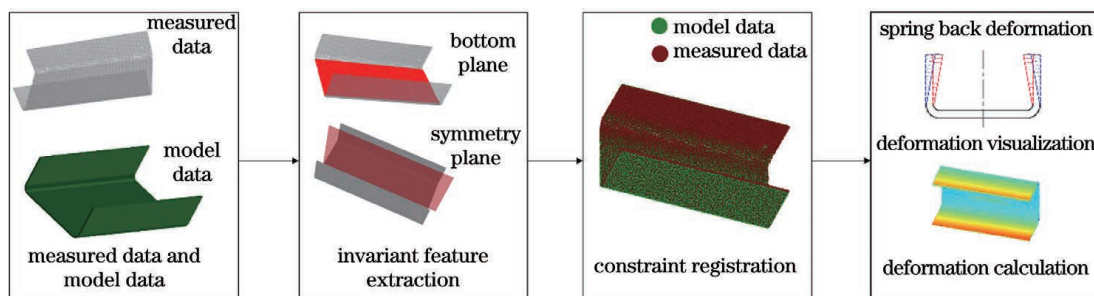 measured
data
model
data
measured data and
model data
bottom
plane
symmetry
plane
invariant feature
extraction
model data
measured data
constraint registration
spring back deformation
deformation visualization
deformation calculation